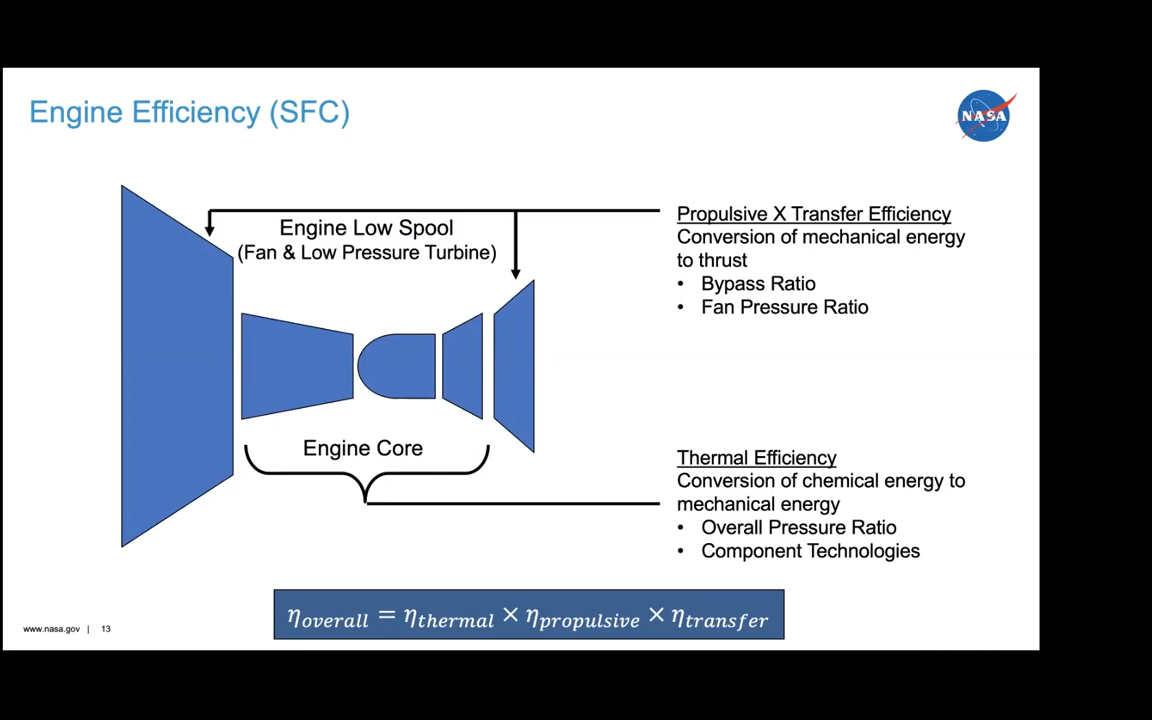 Engine Efficiency (SFC)
NASA
Engine Low Spool
(Fan & Low Pressure Turbine)
Propulsive X Transfer Efficiency
Conversion of mechanical energy
to thrust
• Bypass Ratio
• Fan Pressure Ratio
Engine Core
Thermal Efficiency
Conversion of chemical energy to
mechanical energy
• Overall Pressure Ratio
• Component Technologies
η_overall = η_thermal × η_propulsive × η_transfer
www.nasa.gov | 13